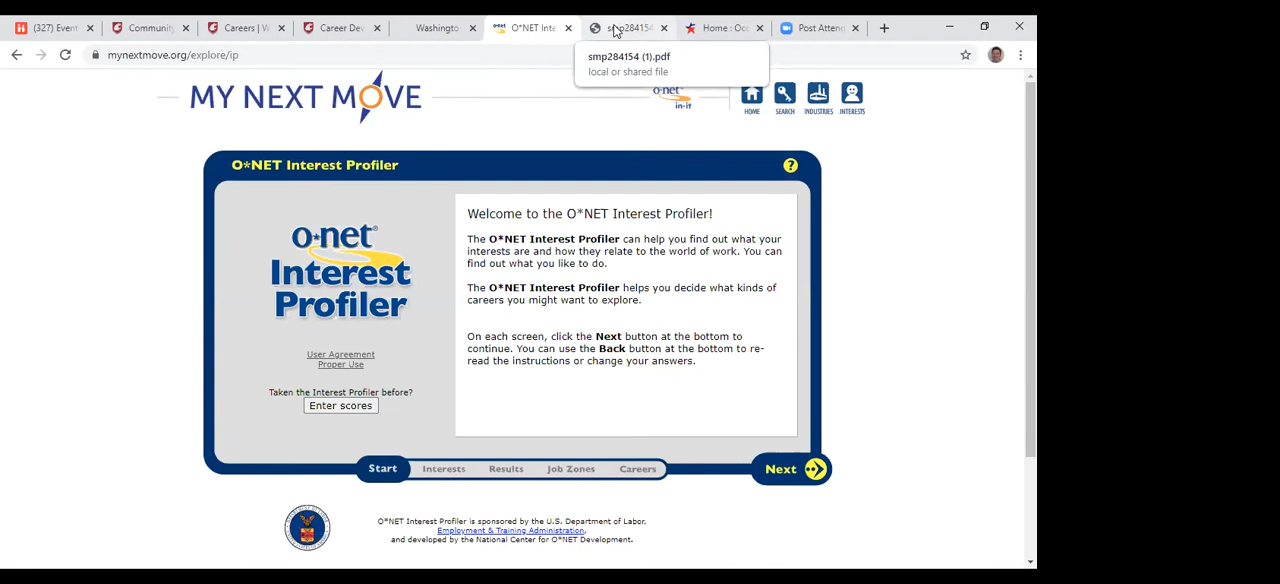 (327) Event
Community
Careers | W
Career Dev
Washingto
O*NET Inte
smp284154
Home : Occ
Post Atten
mynextmove.org/explore/ip
smp284154 (1).pdf
local or shared file
MY NEXT MOVE
o·net
in-it
HOME
SEARCH
INDUSTRIES
INTERESTS
O*NET Interest Profiler
?
o*net®
Interest
Profiler
User Agreement
Proper Use
Taken the Interest Profiler before?
Enter scores
Welcome to the O*NET Interest Profiler!
The O*NET Interest Profiler can help you find out what your
interests are and how they relate to the world of work. You can
find out what you like to do.
The O*NET Interest Profiler helps you decide what kinds of
careers you might want to explore.
On each screen, click the Next button at the bottom to
continue. You can use the Back button at the bottom to re-
read the instructions or change your answers.
Start
Interests
Results
Job Zones
Careers
Next
O*NET Interest Profiler is sponsored by the U.S. Department of Labor,
Employment & Training Administration,
and developed by the National Center for O*NET Development.